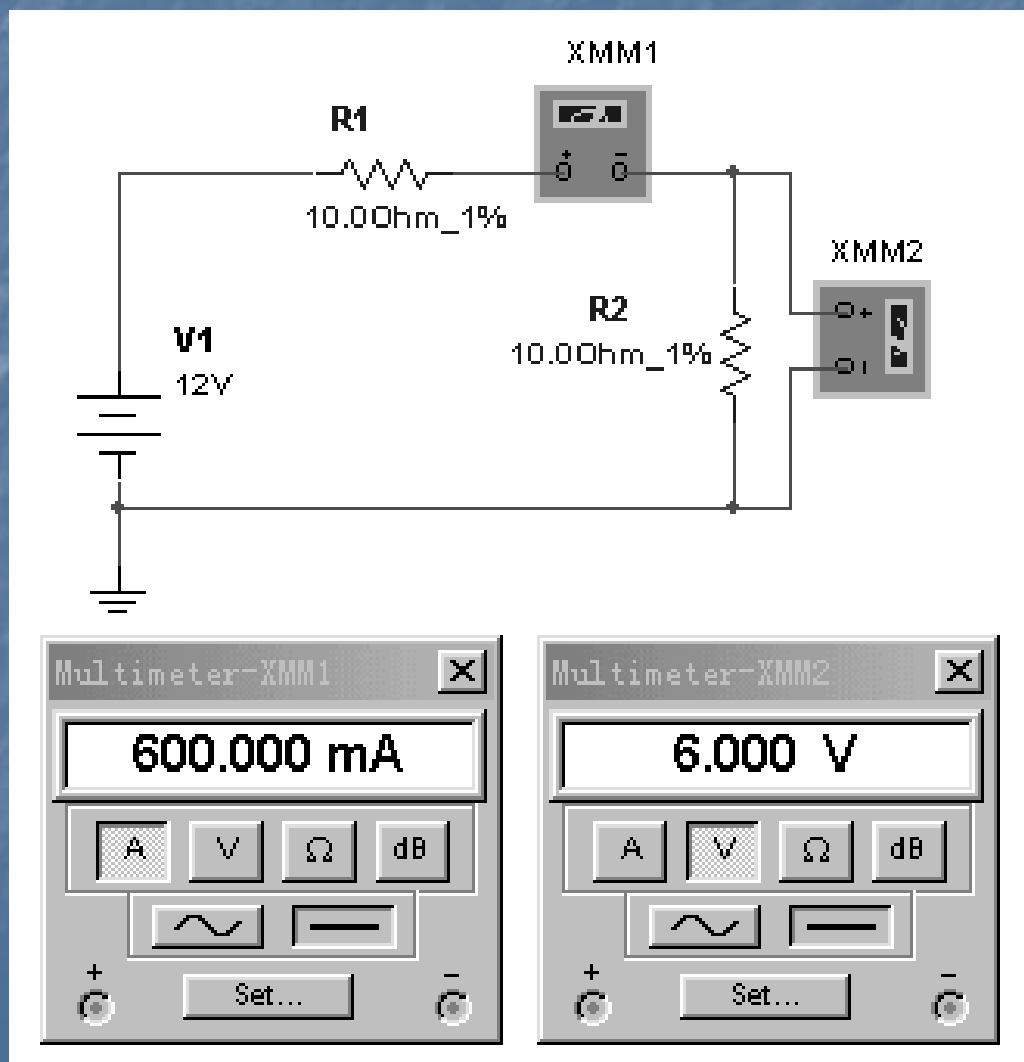 XMM1
R1
10.0Ohm_1%
XMM2
R2
10.0Ohm_1%
V1
12V
Multimeter-XMM1
600.000 mA
A V Ω dB
+ −
Set...
Multimeter-XMM2
6.000 V
A V Ω dB
+ −
Set...